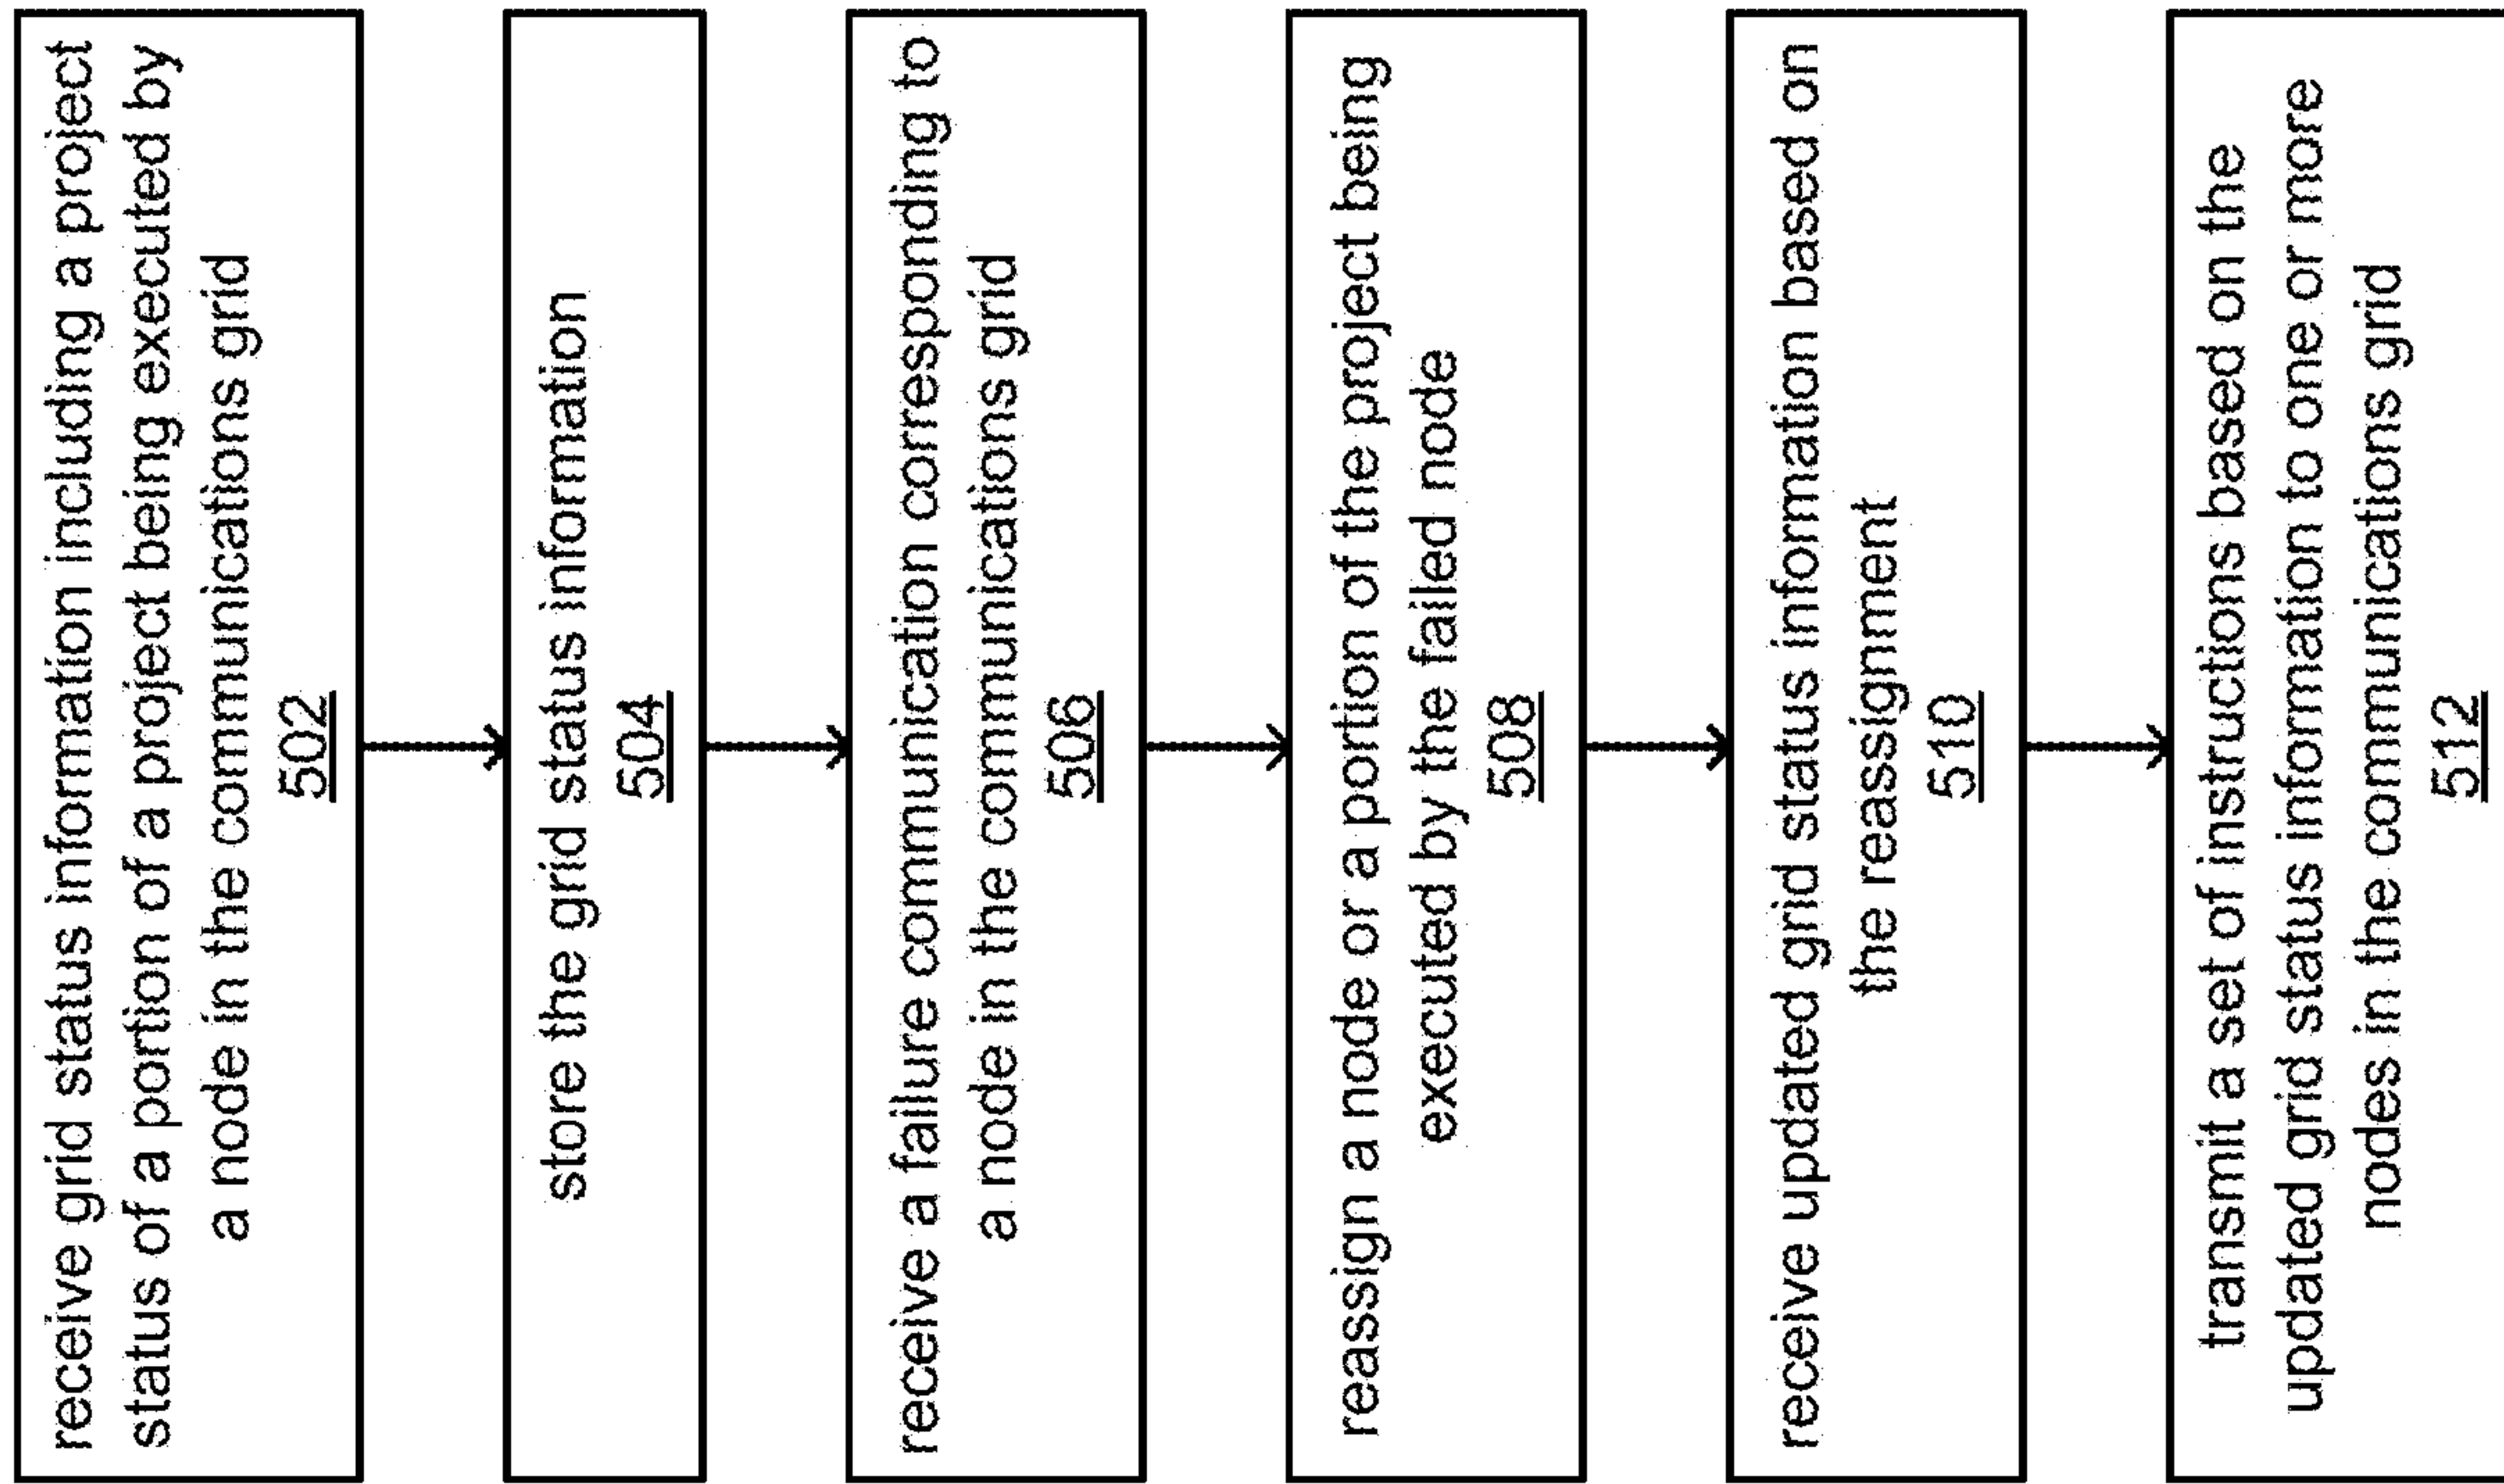 receive grid status information including a project
status of a portion of a project being executed by
a node in the communications grid
502
store the grid status information
504
receive a failure communication corresponding to
a node in the communications grid
506
reassign a node or a portion of the project being
executed by the failed node
508
receive updated grid status information based on
the reassignment
510
transmit a set of instructions based on the
updated grid status information to one or more
nodes in the communications grid
512